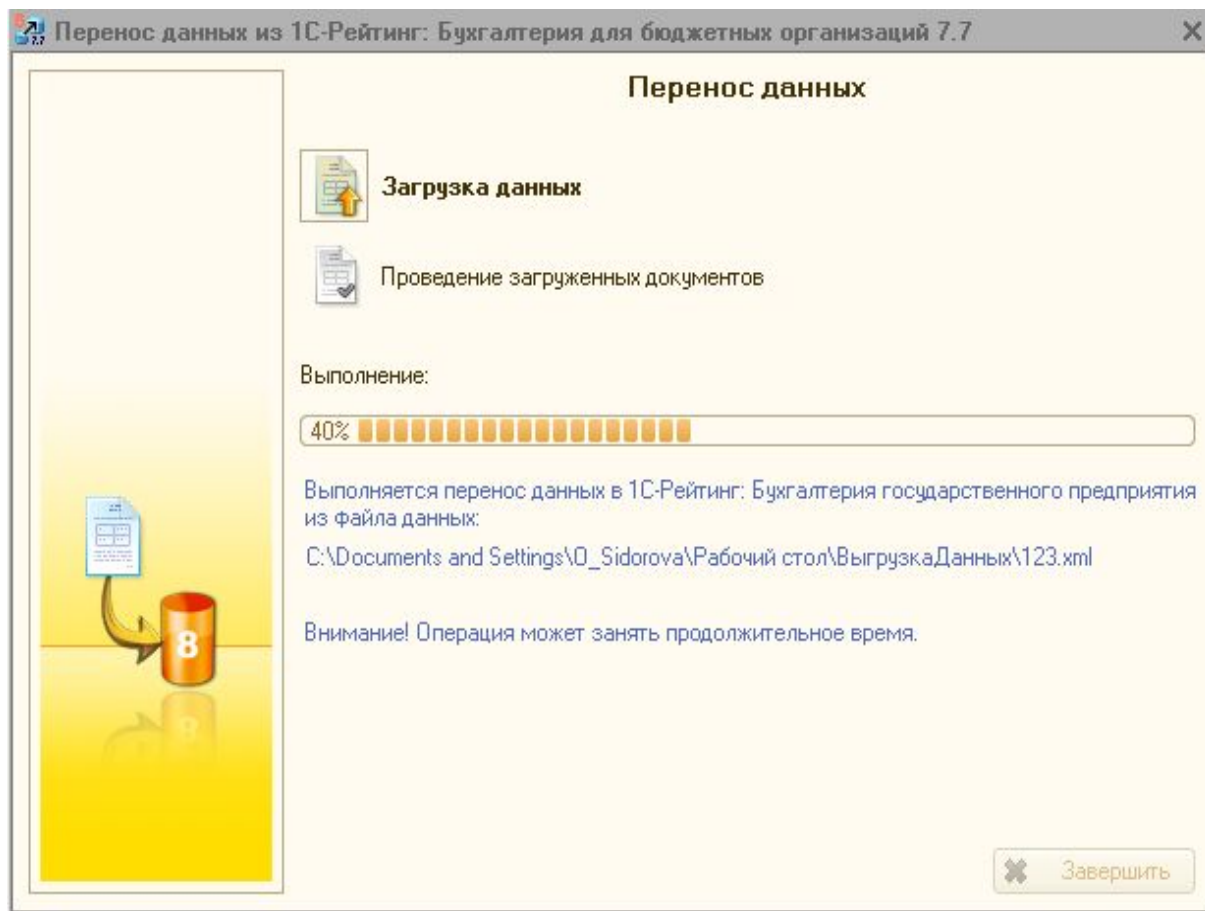 Перенос данных из 1С-Рейтинг: Бухгалтерия для бюджетных организаций 7.7
Перенос данных
Загрузка данных
Проведение загруженных документов
Выполнение:
40%
Выполняется перенос данных в 1С-Рейтинг: Бухгалтерия государственного предприятия
из файла данных:
C:\Documents and Settings\O_Sidorova\Рабочий стол\ВыгрузкаДанных\123.xml
Внимание! Операция может занять продолжительное время.
8
Завершить